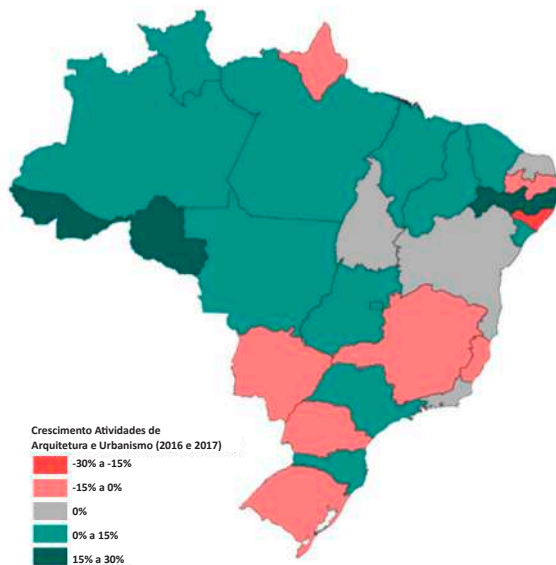 Crescimento Atividades de
Arquitetura e Urbanismo (2016 e 2017)
-30% a -15%
-15% a 0%
0%
0% a 15%
15% a 30%